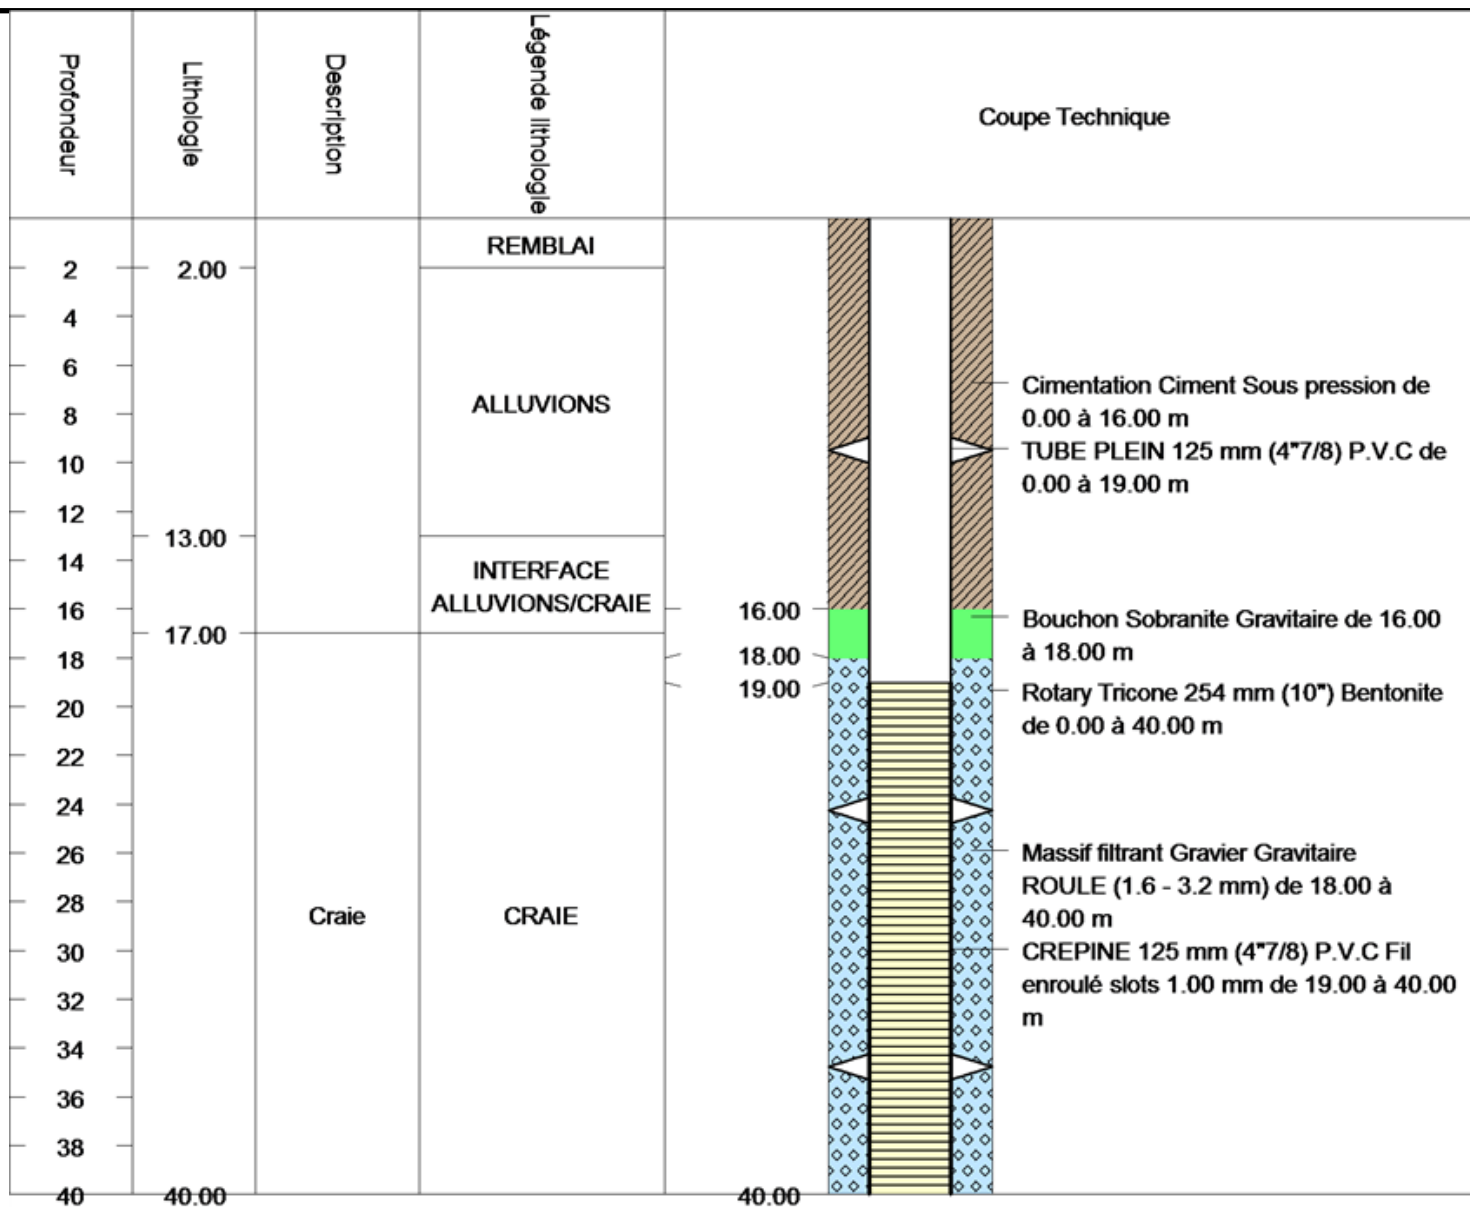 Profondeur
Lithologie
Description
Légende lithologie
Coupe Technique
REMBLAI
2
2.00
4
6
Cimentation Ciment Sous pression de
0.00 à 16.00 m
8
ALLUVIONS
TUBE PLEIN 125 mm (4"7/8) P.V.C de
0.00 à 19.00 m
10
12
13.00
14
INTERFACE
ALLUVIONS/CRAIE
16
16.00
Bouchon Sobranite Gravitaire de 16.00
à 18.00 m
17.00
18
18.00
19.00
Rotary Tricone 254 mm (10") Bentonite
de 0.00 à 40.00 m
20
22
24
26
Massif filtrant Gravier Gravitaire
ROULE (1.6 - 3.2 mm) de 18.00 à
40.00 m
28
Craie
CRAIE
30
CREPINE 125 mm (4"7/8) P.V.C Fil
enroulé slots 1.00 mm de 19.00 à 40.00
m
32
34
36
38
40
40.00
40.00